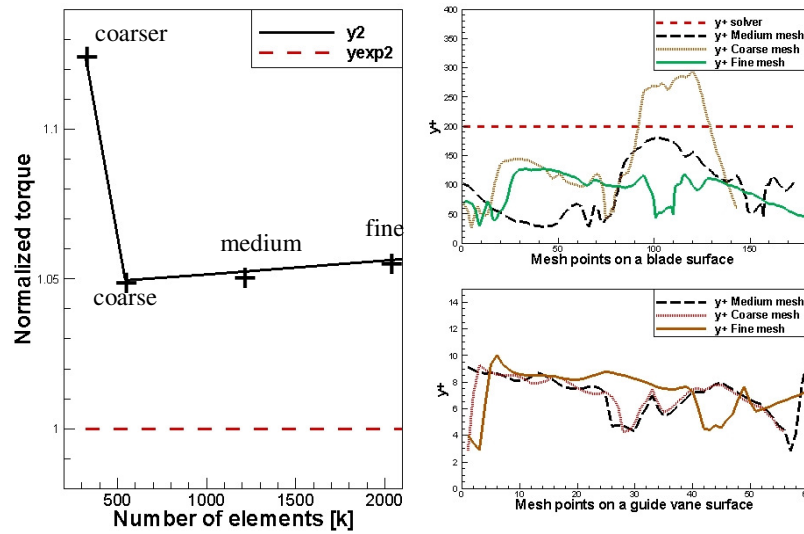 coarser
y2
yexp2
1.1
Normalized torque
medium
fine
1.05
coarse
1
500
1000
1500
2000
Number of elements [k]
y+ solver
y+ Medium mesh
y+ Coarse mesh
y+ Fine mesh
400
350
300
250
y+
200
150
100
50
0
0
50
100
150
Mesh points on a blade surface
y+ Medium mesh
y+ Coarse mesh
y+ Fine mesh
14
12
10
y+
8
6
4
2
0
0
10
20
30
40
50
Mesh points on a guide vane surface